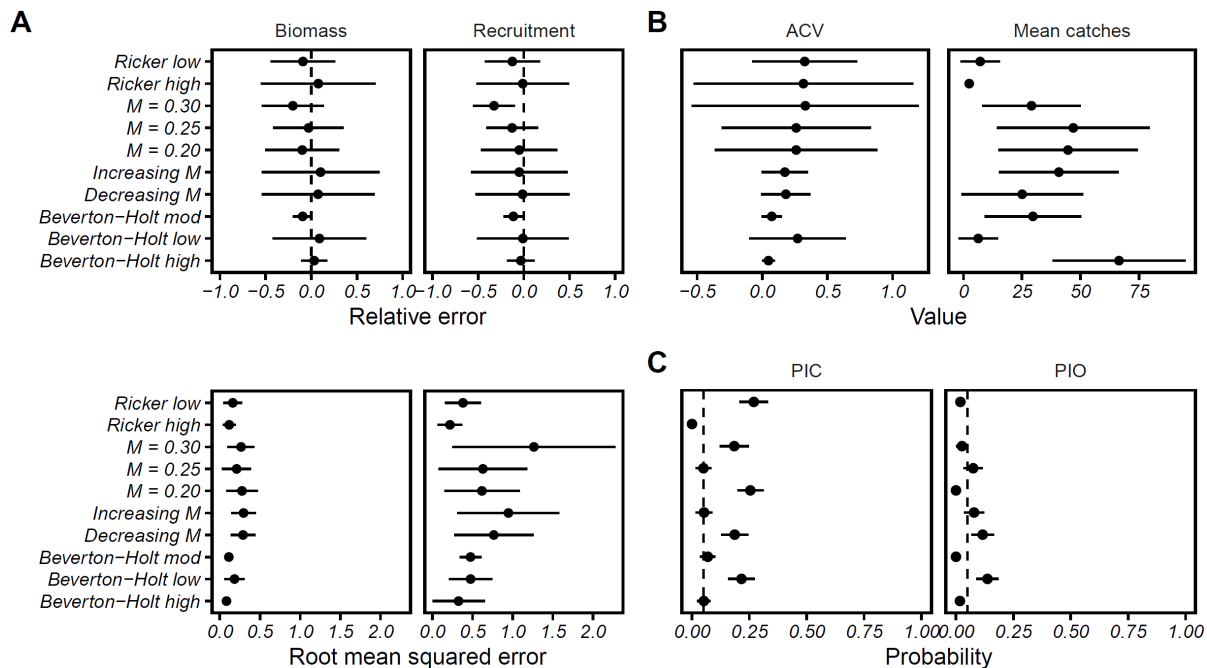 A
Biomass
Recruitment
Ricker low
Ricker high
M = 0.30
M = 0.25
M = 0.20
Increasing M
Decreasing M
Beverton−Holt mod
Beverton−Holt low
Beverton−Holt high
−1.0 −0.5 0.0 0.5 1.0 −1.0 −0.5 0.0 0.5 1.0
Relative error
B
ACV
Mean catches
−0.5 0.0 0.5 1.0 0 25 50 75
Value
Ricker low
Ricker high
M = 0.30
M = 0.25
M = 0.20
Increasing M
Decreasing M
Beverton−Holt mod
Beverton−Holt low
Beverton−Holt high
0.0 0.5 1.0 1.5 2.0 0.0 0.5 1.0 1.5 2.0
Root mean squared error
C
PIC
PIO
0.00 0.25 0.50 0.75 1.00 0.00 0.25 0.50 0.75 1.00
Probability